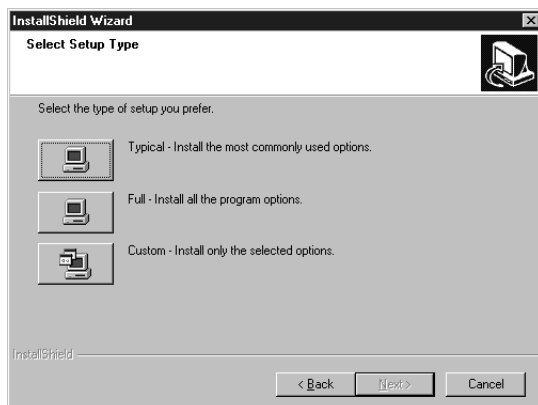 InstallShield Wizard
Select Setup Type
Select the type of setup you prefer.
Typical - Install the most commonly used options.
Full - Install all the program options.
Custom - Install only the selected options.
InstallShield
< Back
Next >
Cancel